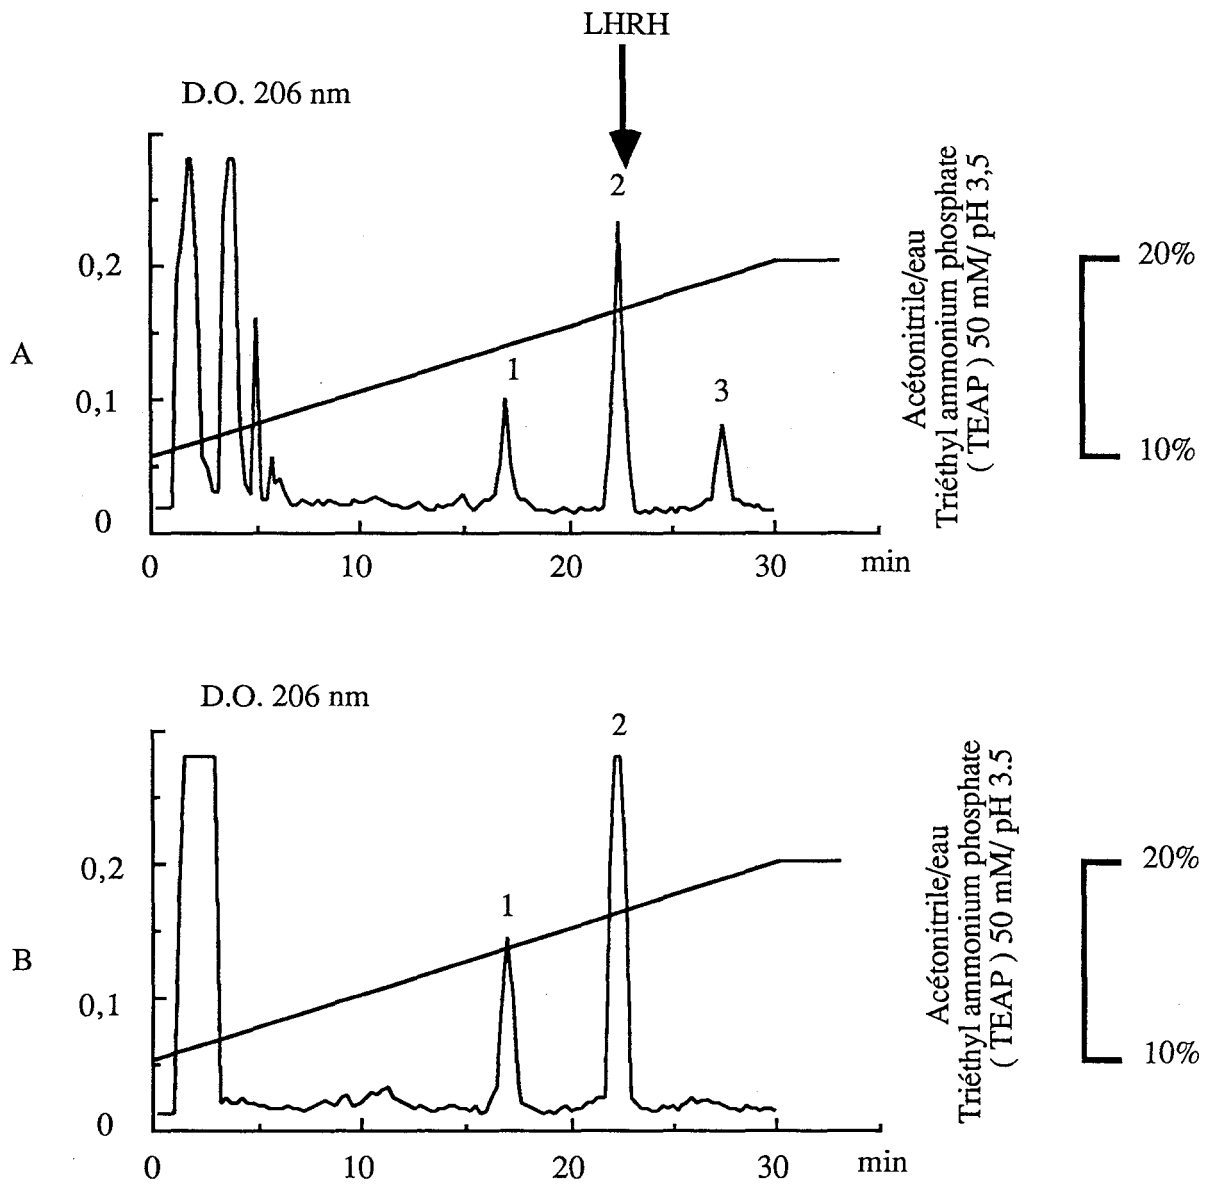 LHRH
D.O. 206 nm
A
0,2
0,1
0
1
2
3
0
10
20
30
min
Acétonitrile/eau
Triéthyl ammonium phosphate
( TEAP ) 50 mM/ pH 3,5
20%
10%
D.O. 206 nm
B
0,2
0,1
0
1
2
0
10
20
30
min
Acétonitrile/eau
Triéthyl ammonium phosphate
( TEAP ) 50 mM/ pH 3.5
20%
10%